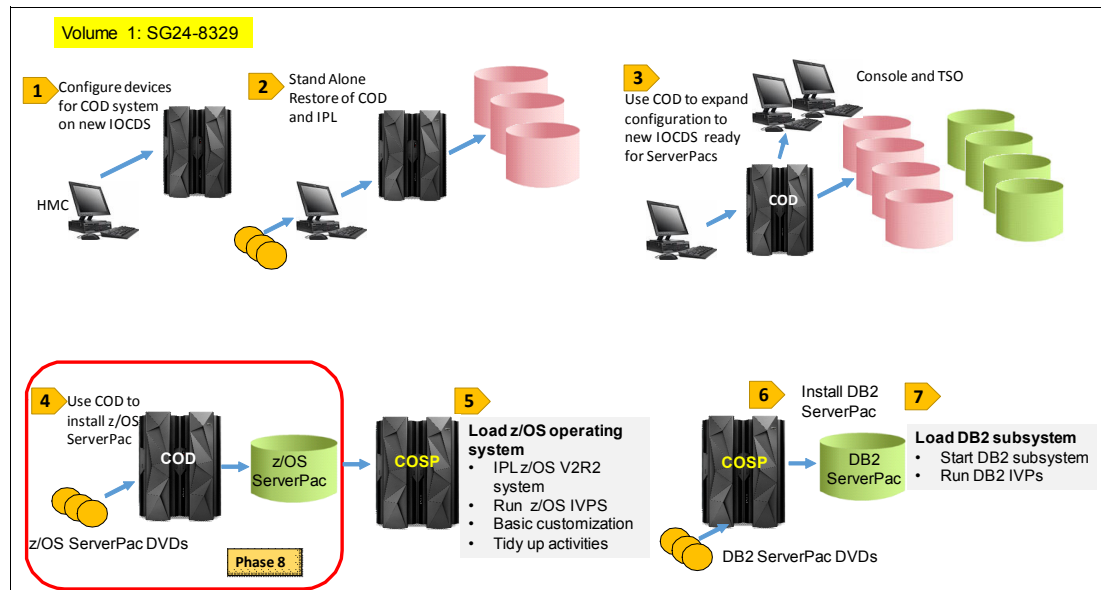 Volume 1: SG24-8329
1
Configure devices
for COD system
on new IOCDS
HMC
2
Stand Alone
Restore of COD
and IPL
3
Use COD to expand
configuration to
new IOCDS ready
for ServerPacs
Console and TSO
COD
4
Use COD to
install z/OS
ServerPac
COD
z/OS
ServerPac
z/OS ServerPac DVDs
Phase 8
5
COSP
Load z/OS operating
system
• IPL z/OS V2R2
system
• Run z/OS IVPS
• Basic customization
• Tidy up activities
6
Install DB2
ServerPac
COSP
DB2
ServerPac
DB2 ServerPac DVDs
7
Load DB2 subsystem
• Start DB2 subsystem
• Run DB2 IVPs